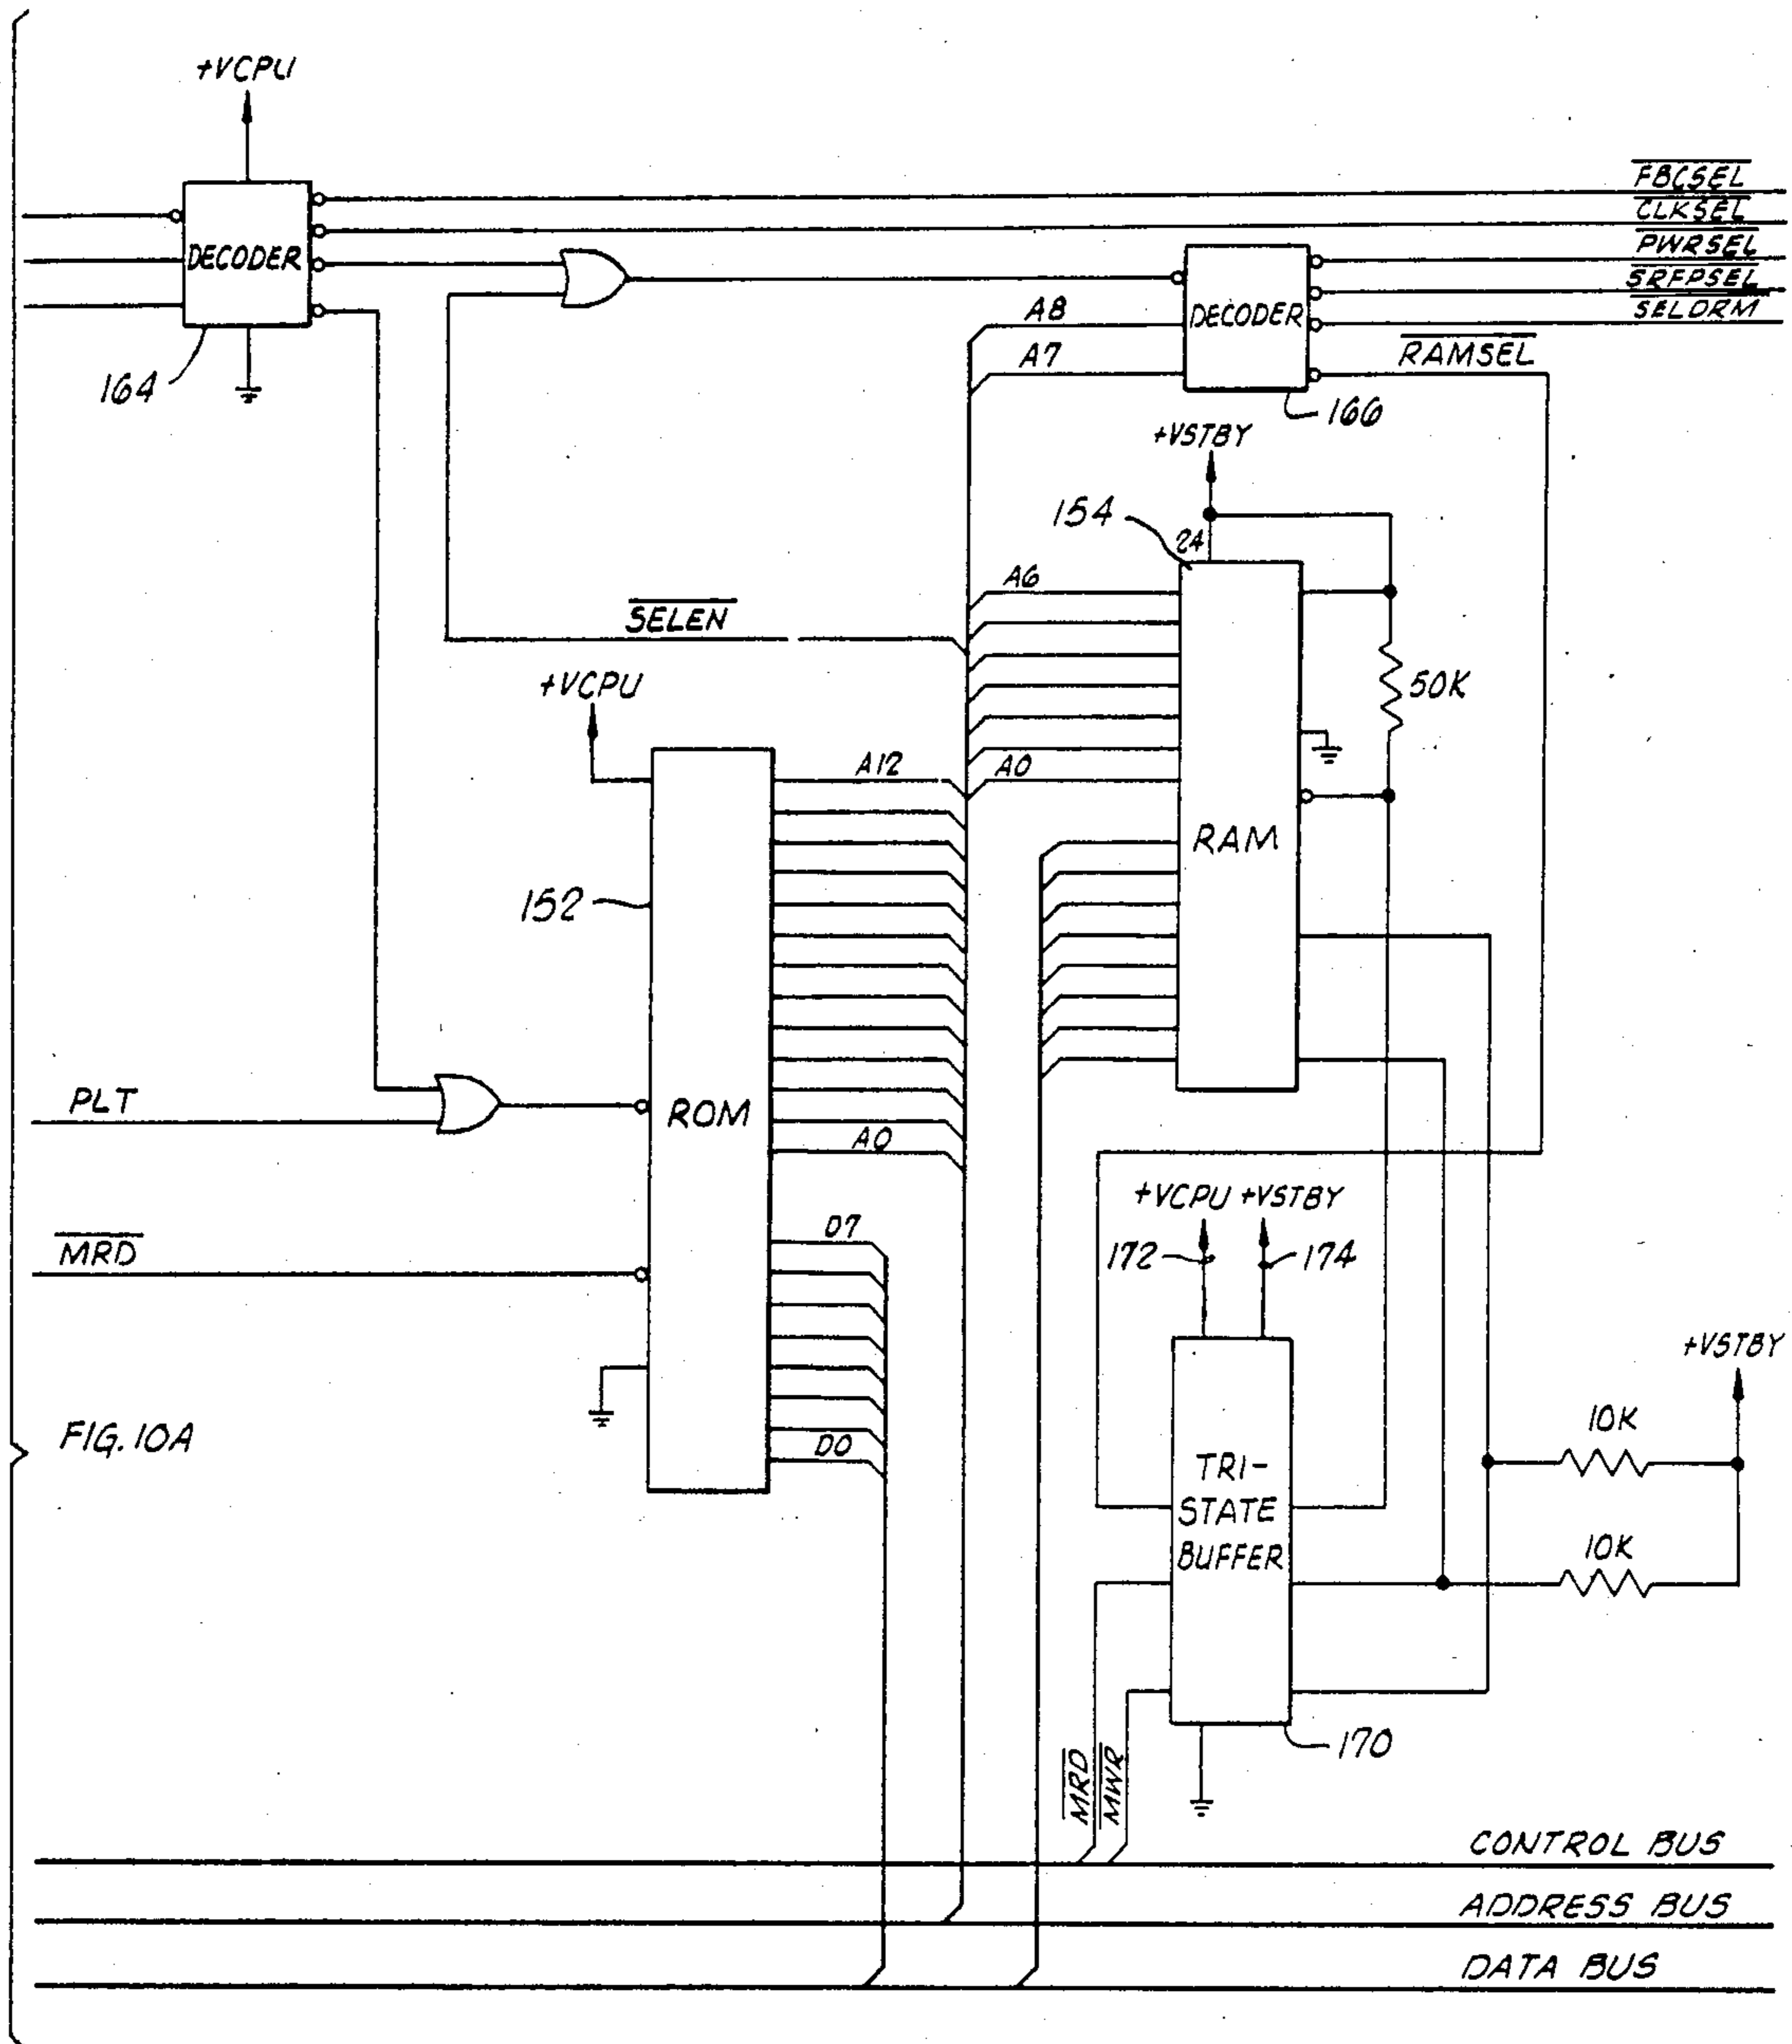 +VCPU
FBCSEL
CLKSEL
DECODER
PWRSEL
SRFPSEL
A8
DECODER
SELDRM
A7
RAMSEL
164
166
+VSTBY
154
24
A6
SELEN
50K
+VCPU
A12
A0
RAM
152
PLT
ROM
A0
+VCPU +VSTBY
D7
MRD
172
174
+VSTBY
10K
FIG. 10A
D0
TRI-
STATE
BUFFER
10K
170
MRD
MWR
CONTROL BUS
ADDRESS BUS
DATA BUS